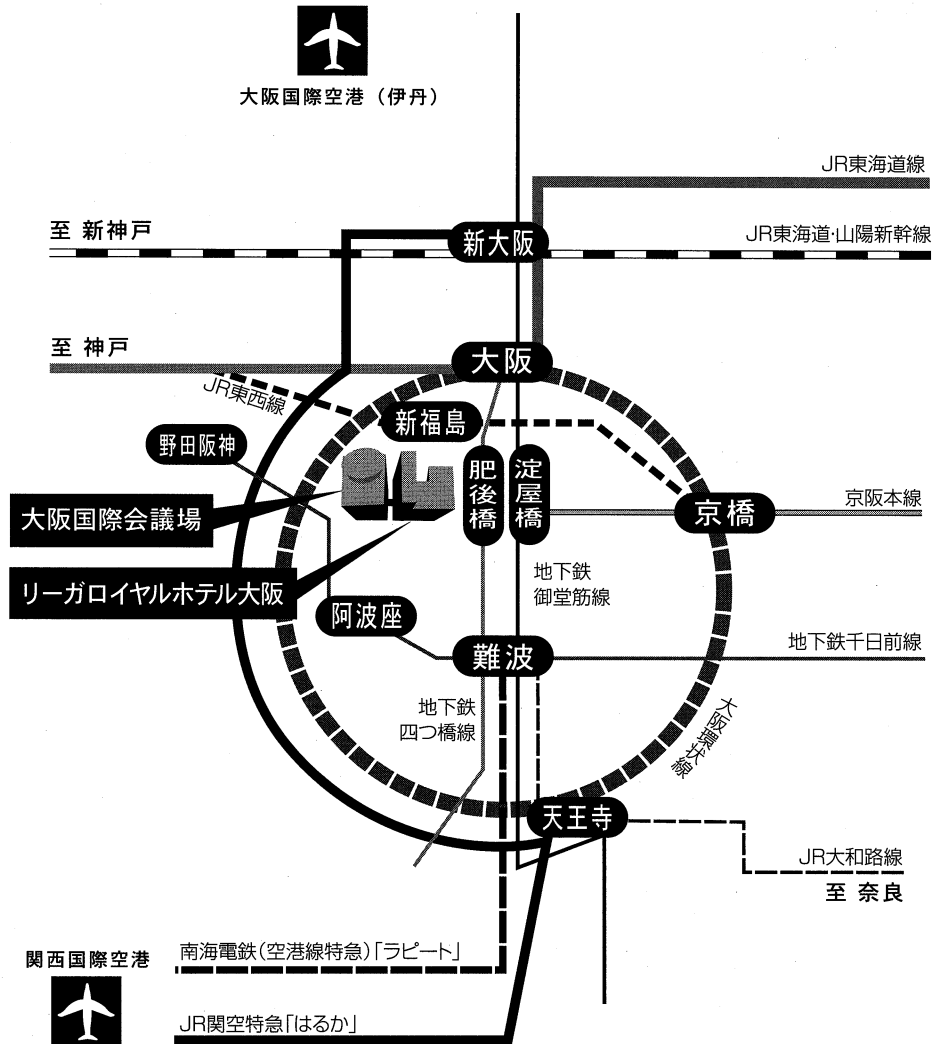 大阪国際空港（伊丹）
JR東海道線
至 新神戸
新大阪
JR東海道・山陽新幹線
至 神戸
大阪
JR東西線
新福島
野田阪神
肥後橋
淀屋橋
大阪国際会議場
京橋
京阪本線
リーガロイヤルホテル大阪
地下鉄
御堂筋線
阿波座
難波
地下鉄千日前線
地下鉄
四つ橋線
大阪環状線
天王寺
JR大和路線
至 奈良
関西国際空港
南海電鉄（空港線特急）「ラピート」
JR関空特急「はるか」